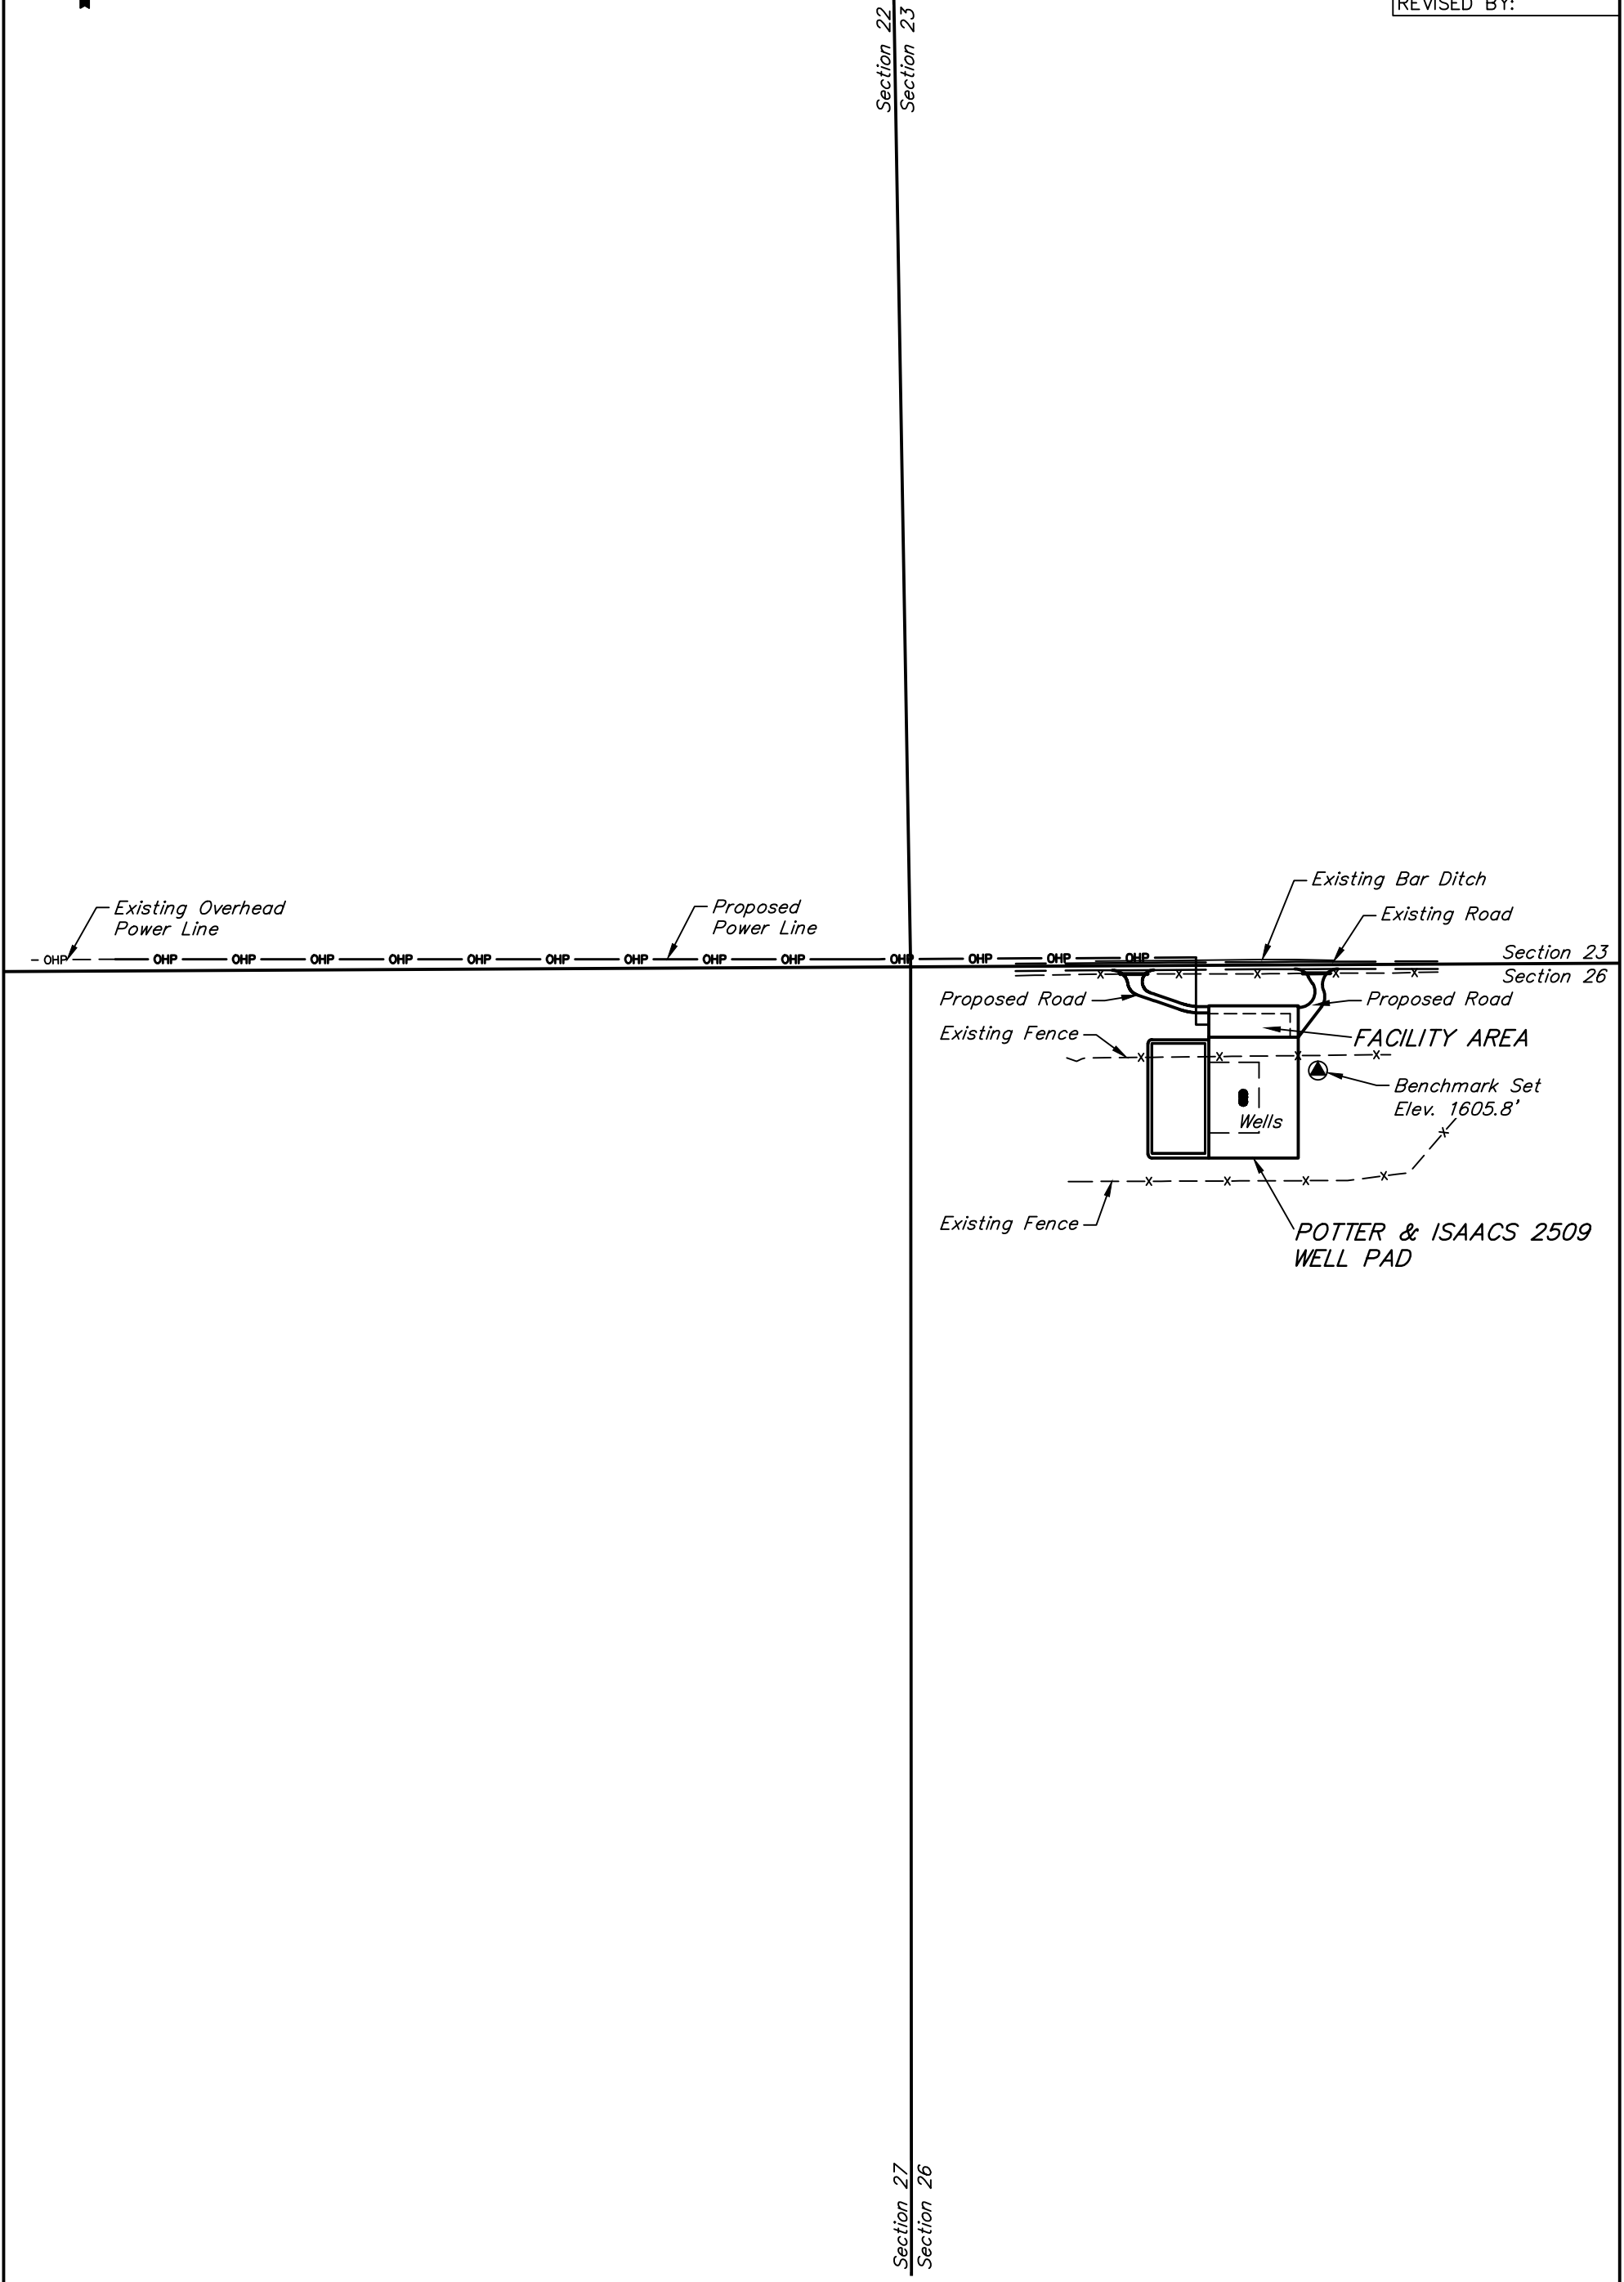 REVISED BY:
Section 22
Section 23
Existing Bar Ditch
Existing Overhead
Power Line
Proposed
Power Line
Existing Road
Section 23
OHP OHP OHP OHP OHP OHP OHP OHP OHP OHP OHP OHP OHP OHP
Section 26
Proposed Road
Proposed Road
Existing Fence
FACILITY AREA
Benchmark Set
Elev. 1605.8'
Wells
Existing Fence
POTTER & ISAACS 2509
WELL PAD
Section 27
Section 26